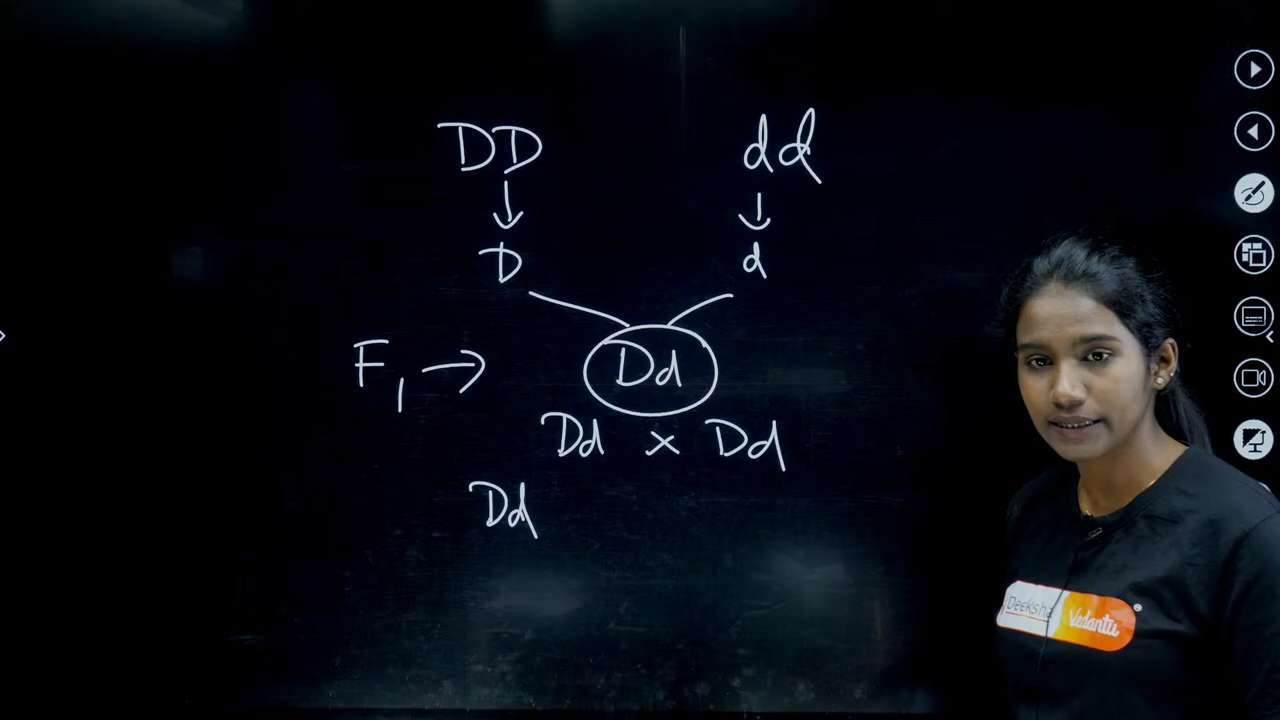 DD dd
D d
F1 → Dd
Dd x Dd
Dd
Deeksha Vedantu